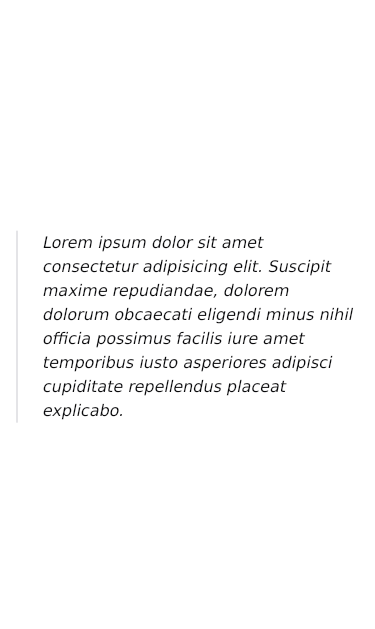 Lorem ipsum dolor sit amet
consectetur adipisicing elit. Suscipit
maxime repudiandae, dolorem
dolorum obcaecati eligendi minus nihil
officia possimus facilis iure amet
temporibus iusto asperiores adipisci
cupiditate repellendus placeat
explicabo.